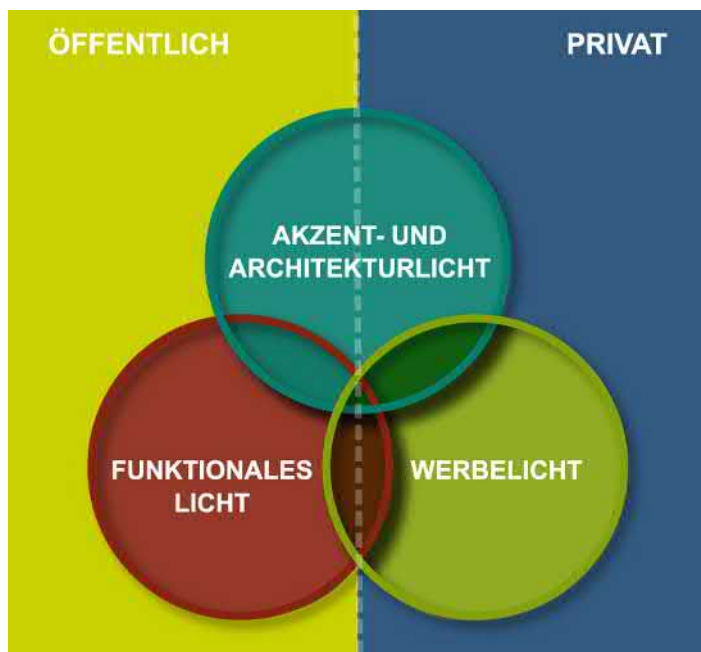 ÖFFENTLICH
PRIVAT
AKZENT- UND
ARCHITEKTURLICHT
FUNKTIONALES
LICHT
WERBELICHT